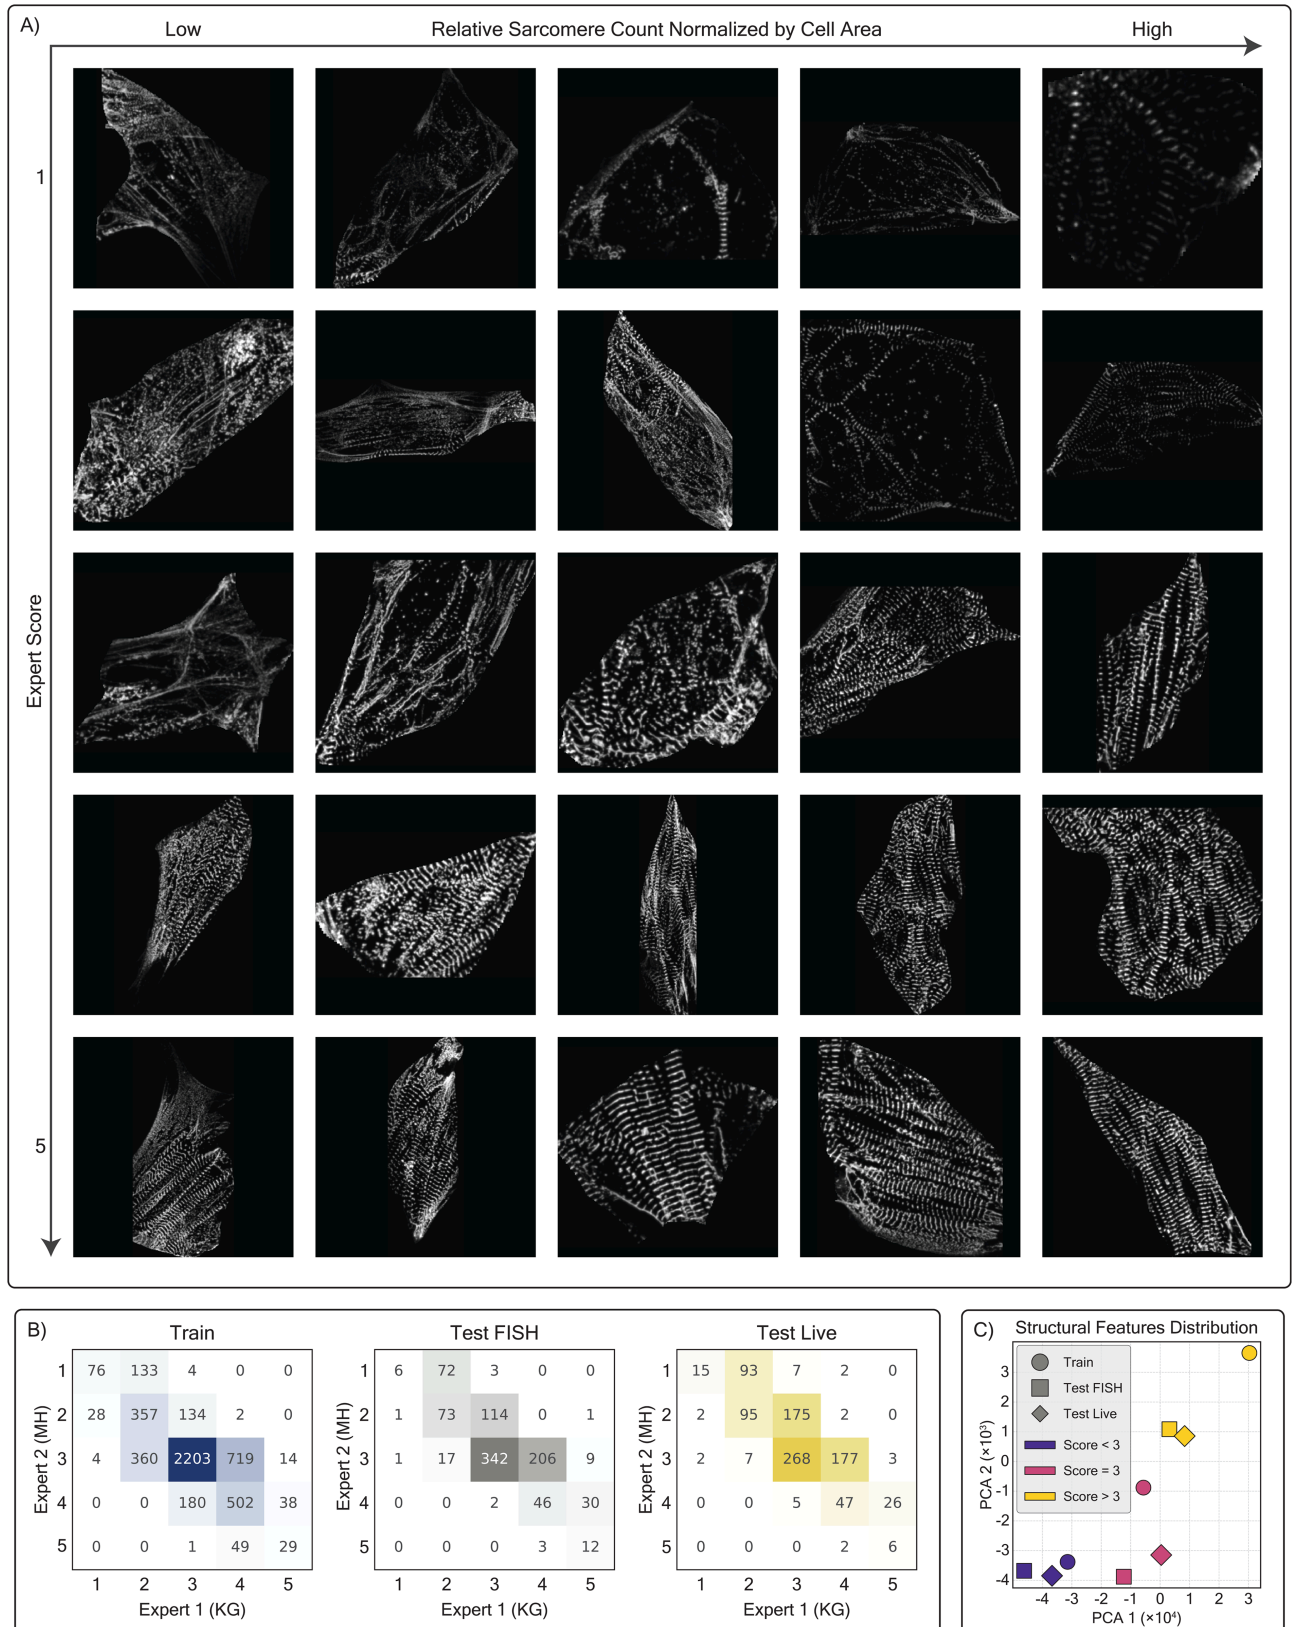 A)
Low Relative Sarcomere Count Normalized by Cell Area High
1
Expert Score
5
B)
Train
1 76 133 4 0 0
2 28 357 134 2 0
3 4 360 2203 719 14
4 0 0 180 502 38
5 0 0 1 49 29
1 2 3 4 5
Expert 1 (KG)
Expert 2 (MH)
Test FISH
1 6 72 3 0 0
2 1 73 114 0 1
3 1 17 342 206 9
4 0 0 2 46 30
5 0 0 0 3 12
1 2 3 4 5
Expert 1 (KG)
Expert 2 (MH)
Test Live
1 15 93 7 2 0
2 2 95 175 2 0
3 2 7 268 177 3
4 0 0 5 47 26
5 0 0 0 2 6
1 2 3 4 5
Expert 1 (KG)
Expert 2 (MH)
C)
Structural Features Distribution
Train
Test FISH
Test Live
Score < 3
Score = 3
Score > 3
3
2
1
0
-1
-2
-3
-4
PCA 2 (×10³)
-4 -3 -2 -1 0 1 2 3
PCA 1 (×10⁴)